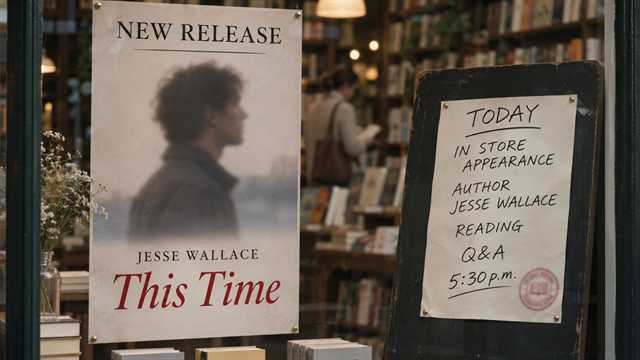 NEW RELEASE
JESSE WALLACE
This Time
TODAY
IN STORE
APPEARANCE
AUTHOR
JESSE WALLACE
READING
Q&A
5:30 p.m.